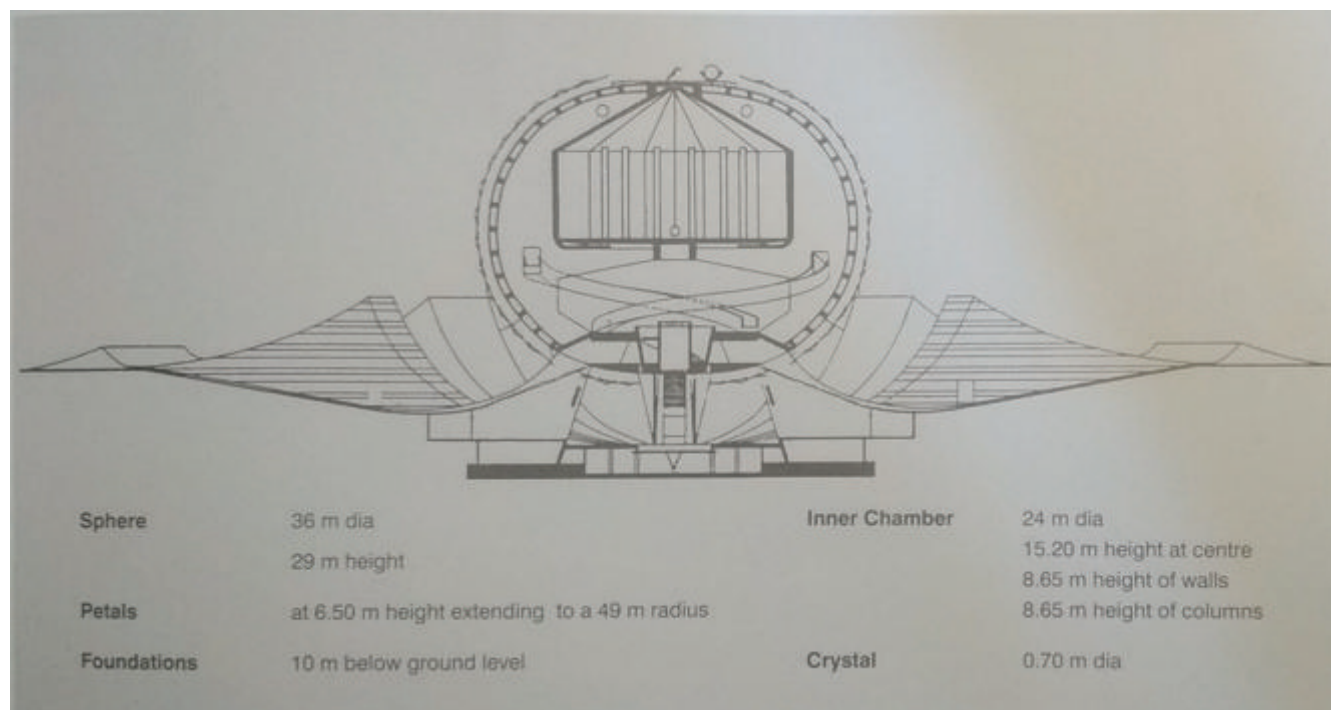 Sphere 36 m dia
29 m height
Petals at 6.50 m height extending to a 49 m radius
Foundations 10 m below ground level
Inner Chamber 24 m dia
15.20 m height at centre
8.65 m height of walls
8.65 m height of columns
Crystal 0.70 m dia